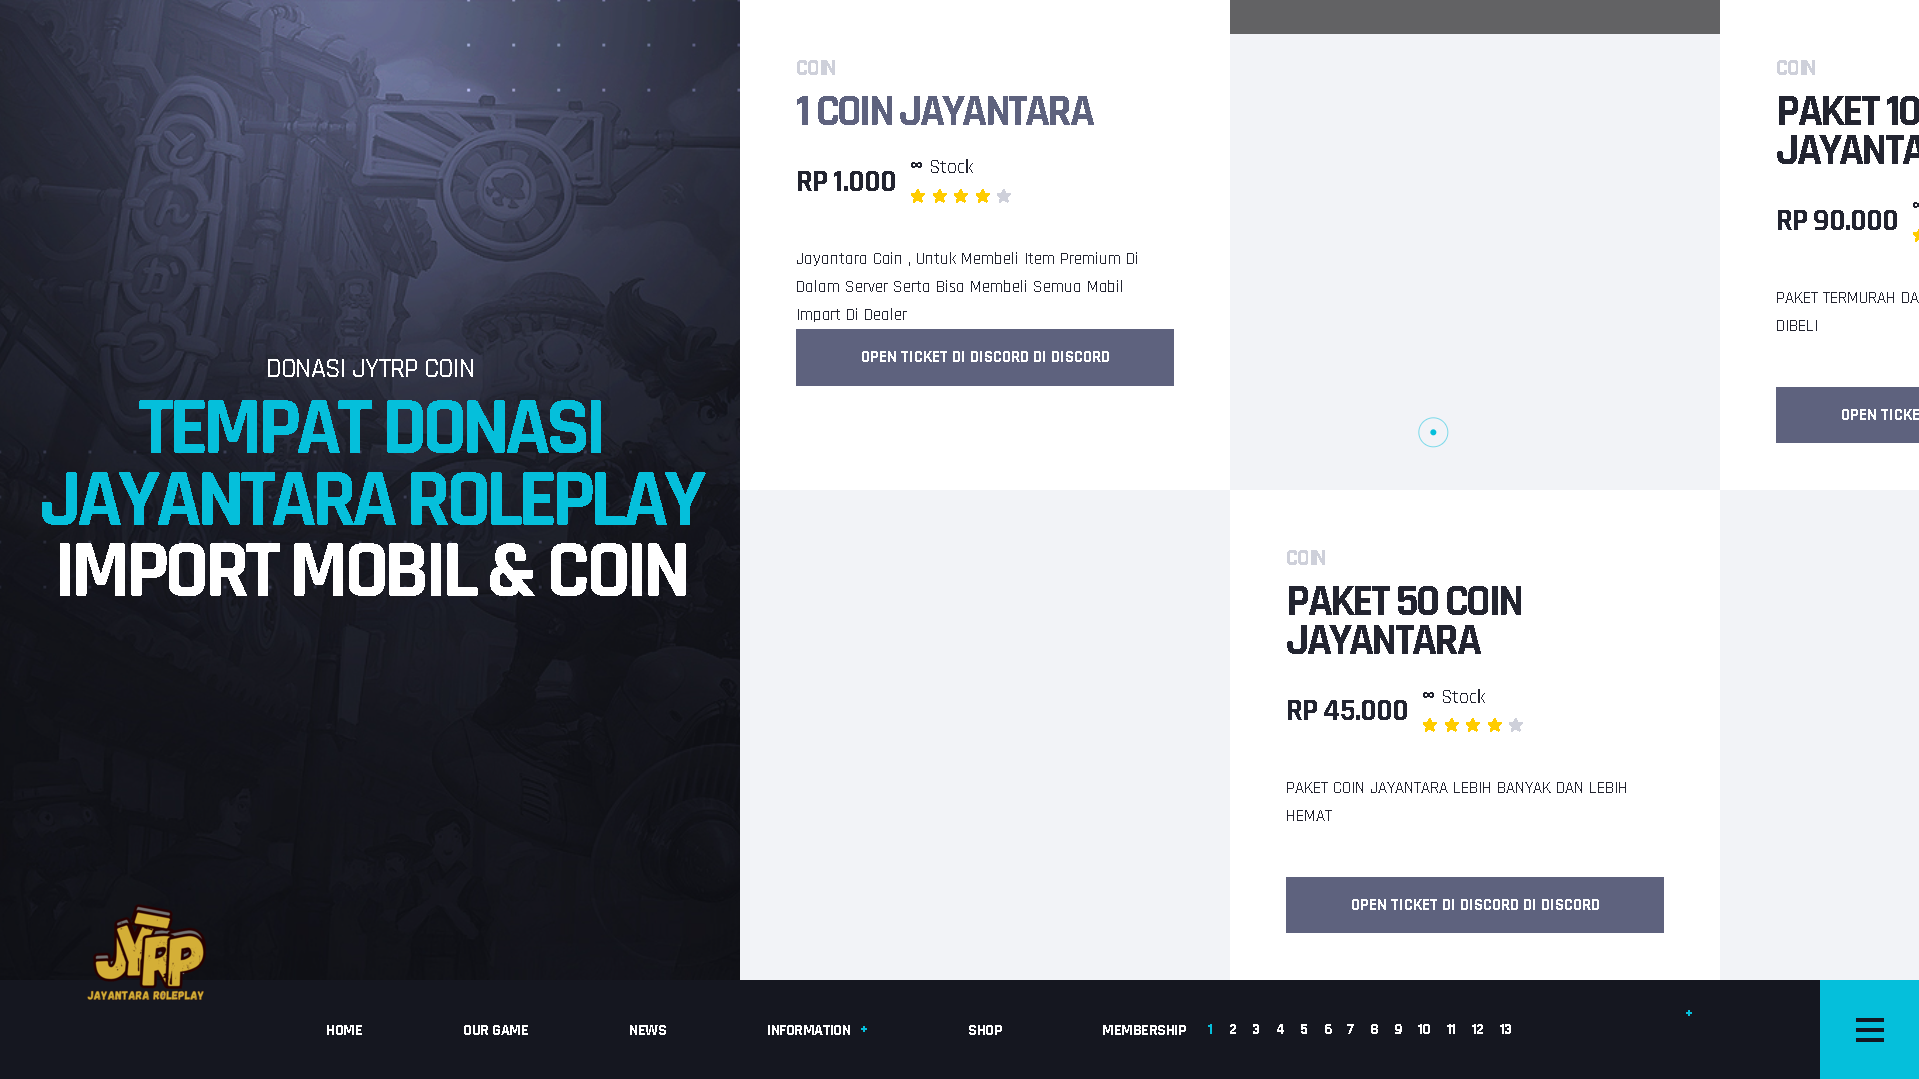 DONASI JYTRP COIN
TEMPAT DONASI
JAYANTARA ROLEPLAY
IMPORT MOBIL & COIN
COIN
1 COIN JAYANTARA
RP 1.000
∞ Stock
Jayantara Coin , Untuk Membeli Item Premium Di
Dalam Server Serta Bisa Membeli Semua Mobil
Import Di Dealer
OPEN TICKET DI DISCORD DI DISCORD
COIN
PAKET 50 COIN
JAYANTARA
RP 45.000
∞ Stock
PAKET COIN JAYANTARA LEBIH BANYAK DAN LEBIH
HEMAT
OPEN TICKET DI DISCORD DI DISCORD
COIN
PAKET 10
JAYANTA
RP 90.000
PAKET TERMURAH DA
DIBELI
OPEN TICKE
JYRP
JAYANTARA ROLEPLAY
HOME
OUR GAME
NEWS
INFORMATION +
SHOP
MEMBERSHIP
1 2 3 4 5 6 7 8 9 10 11 12 13